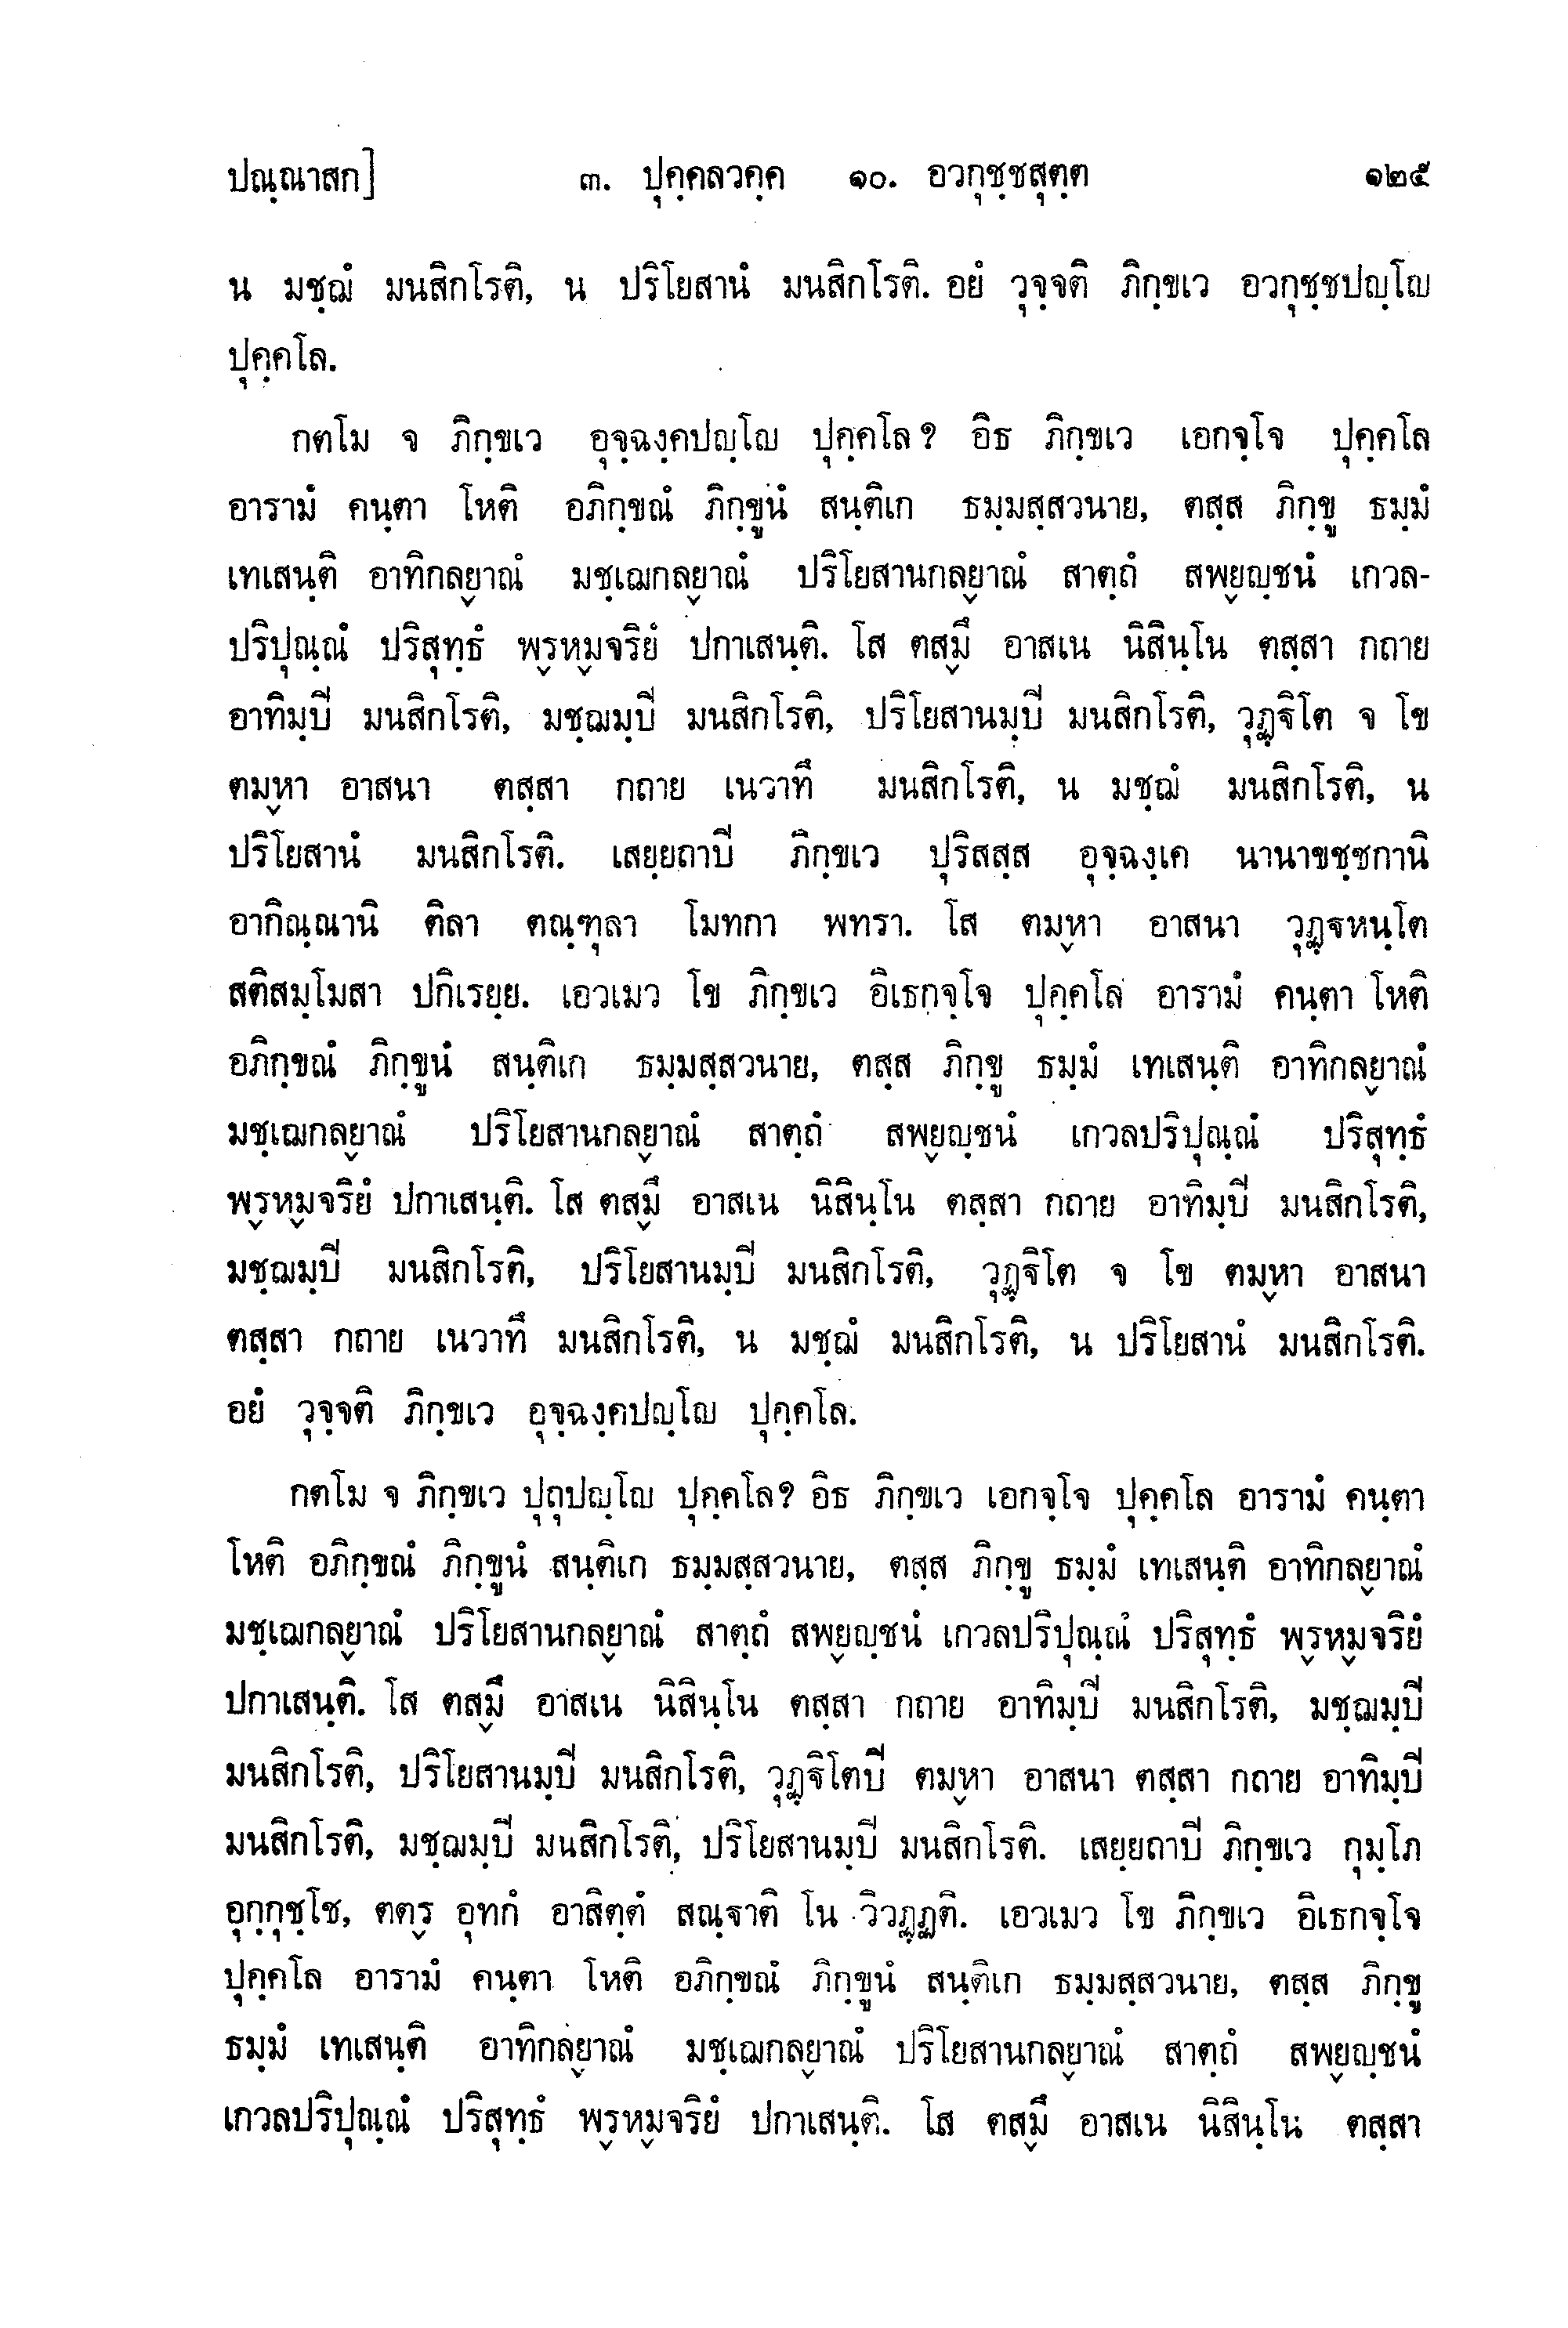 ปณฺณาสก]   ๓. ปุคฺคลวคฺค   ๑๐. อวกุชฺชสุตฺต   ๑๒๕
น มชฺฌํ มนสิกโรติ, น ปริโยสานํ มนสิกโรติ. อยํ วุจฺจติ ภิกฺขเว อวกุชฺชปญฺโญ
ปุคฺคโล.
กตโม จ ภิกฺขเว อุจฺฉงฺคปญฺโญ ปุคฺคโล? อิธ ภิกฺขเว เอกจฺโจ ปุคฺคโล
อารามํ คนฺตา โหติ อภิกฺขณํ ภิกฺขูนํ สนฺติเก ธมฺมสฺสวนาย, ตสฺส ภิกฺขู ธมฺมํ
เทเสนฺติ อาทิกล๎ยาณํ มชฺเฌกล๎ยาณํ ปริโยสานกล๎ยาณํ สาตฺถํ สพ๎ยญฺชนํ เกวล-
ปริปุณฺณํ ปริสุทฺธํ พ๎รห๎มจริยํ ปกาเสนฺติ. โส ตส๎มึ อาสเน นิสินฺโน ตสฺสา กถาย
อาทิมฺปี มนสิกโรติ, มชฺฌมฺปี มนสิกโรติ, ปริโยสานมฺปี มนสิกโรติ, วุฏฺฐิโต จ โข
ตม๎หา อาสนา ตสฺสา กถาย เนวาทึ มนสิกโรติ, น มชฺฌํ มนสิกโรติ, น
ปริโยสานํ มนสิกโรติ. เสยฺยถาปี ภิกฺขเว ปุริสสฺส อุจฺฉงฺเค นานาขชฺชกานิ
อากิณฺณานิ ติลา ตณฺฑุลา โมทกา พทรา. โส ตม๎หา อาสนา วุฏฺฐหนฺโต
สติสมฺโมสา ปกิเรยฺย. เอวเมว โข ภิกฺขเว อิเธกจฺโจ ปุคฺคโล อารามํ คนฺตา โหติ
อภิกฺขณํ ภิกฺขูนํ สนฺติเก ธมฺมสฺสวนาย, ตสฺส ภิกฺขู ธมฺมํ เทเสนฺติ อาทิกล๎ยาณํ
มชฺเฌกล๎ยาณํ ปริโยสานกล๎ยาณํ สาตฺถํ สพ๎ยญฺชนํ เกวลปริปุณฺณํ ปริสุทฺธํ
พ๎รห๎มจริยํ ปกาเสนฺติ. โส ตส๎มึ อาสเน นิสินฺโน ตสฺสา กถาย อาทิมฺปี มนสิกโรติ,
มชฺฌมฺปี มนสิกโรติ, ปริโยสานมฺปี มนสิกโรติ, วุฏฺฐิโต จ โข ตม๎หา อาสนา
ตสฺสา กถาย เนวาทึ มนสิกโรติ, น มชฺฌํ มนสิกโรติ, น ปริโยสานํ มนสิกโรติ.
อยํ วุจฺจติ ภิกฺขเว อุจฺฉงฺคปญฺโญ ปุคฺคโล.
กตโม จ ภิกฺขเว ปุถุปญฺโญ ปุคฺคโล? อิธ ภิกฺขเว เอกจฺโจ ปุคฺคโล อารามํ คนฺตา
โหติ อภิกฺขณํ ภิกฺขูนํ สนฺติเก ธมฺมสฺสวนาย, ตสฺส ภิกฺขู ธมฺมํ เทเสนฺติ อาทิกล๎ยาณํ
มชฺเฌกล๎ยาณํ ปริโยสานกล๎ยาณํ สาตฺถํ สพ๎ยญฺชนํ เกวลปริปุณฺณํ ปริสุทฺธํ พ๎รห๎มจริยํ
ปกาเสนฺติ. โส ตส๎มึ อาสเน นิสินฺโน ตสฺสา กถาย อาทิมฺปี มนสิกโรติ, มชฺฌมฺปี
มนสิกโรติ, ปริโยสานมฺปี มนสิกโรติ, วุฏฺฐิโตปี ตม๎หา อาสนา ตสฺสา กถาย อาทิมฺปี
มนสิกโรติ, มชฺฌมฺปี มนสิกโรติ, ปริโยสานมฺปี มนสิกโรติ. เสยฺยถาปี ภิกฺขเว กุมฺโภ
อุกฺกุชฺโช, ตต๎ร อุทกํ อาสิตฺตํ สณฺฐาติ โน วิวฏฺฏติ. เอวเมว โข ภิกฺขเว อิเธกจฺโจ
ปุคฺคโล อารามํ คนฺตา โหติ อภิกฺขณํ ภิกฺขูนํ สนฺติเก ธมฺมสฺสวนาย, ตสฺส ภิกฺขู
ธมฺมํ เทเสนฺติ อาทิกล๎ยาณํ มชฺเฌกล๎ยาณํ ปริโยสานกล๎ยาณํ สาตฺถํ สพ๎ยญฺชนํ
เกวลปริปุณฺณํ ปริสุทฺธํ พ๎รห๎มจริยํ ปกาเสนฺติ. โส ตส๎มึ อาสเน นิสินฺโน ตสฺสา